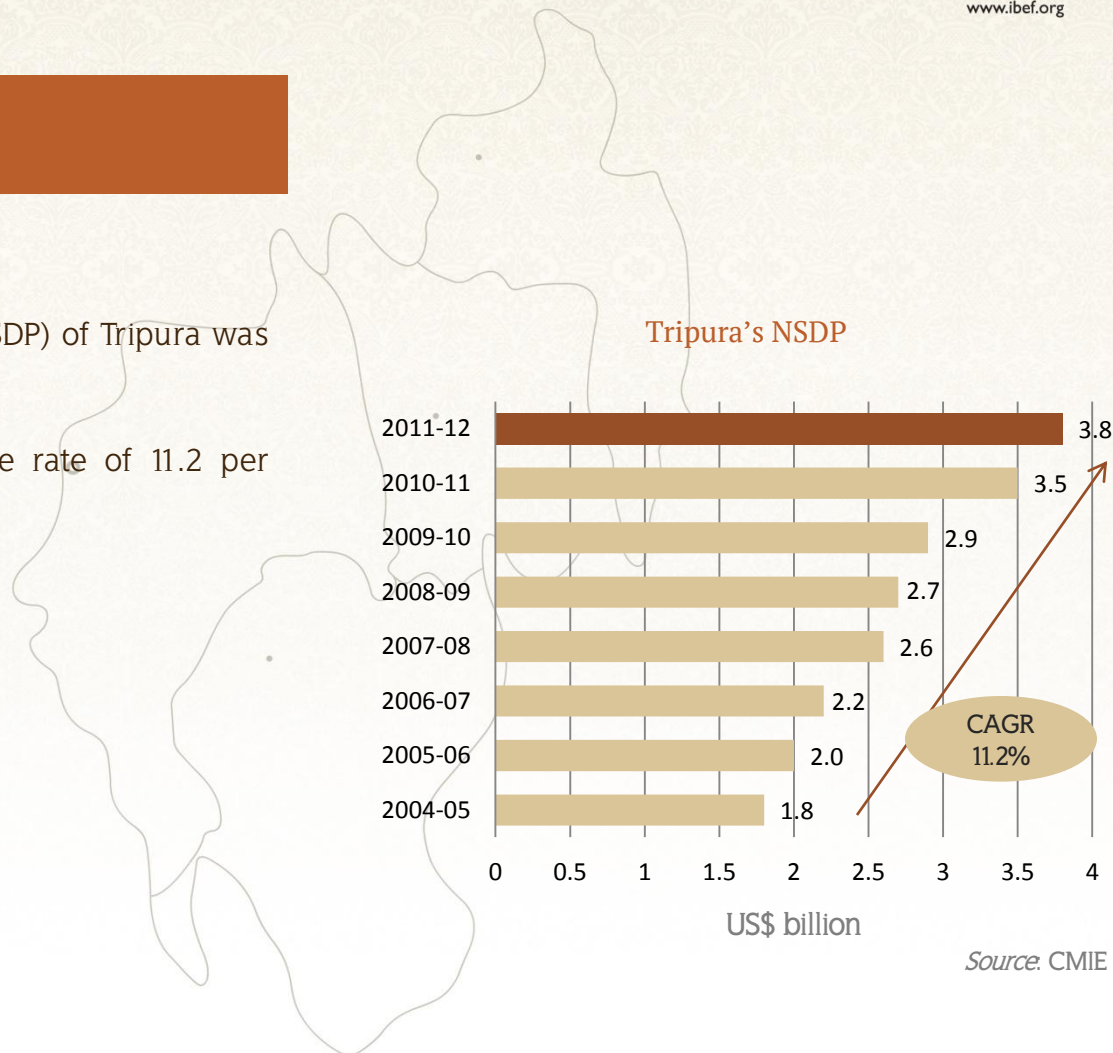 www.ibef.org
SDP) of Tripura was
e rate of 11.2 per
Tripura's NSDP
2011-12 3.8
2010-11 3.5
2009-10 2.9
2008-09 2.7
2007-08 2.6
2006-07 2.2
2005-06 2.0
2004-05 1.8
CAGR
11.2%
0 0.5 1 1.5 2 2.5 3 3.5 4
US$ billion
Source: CMIE